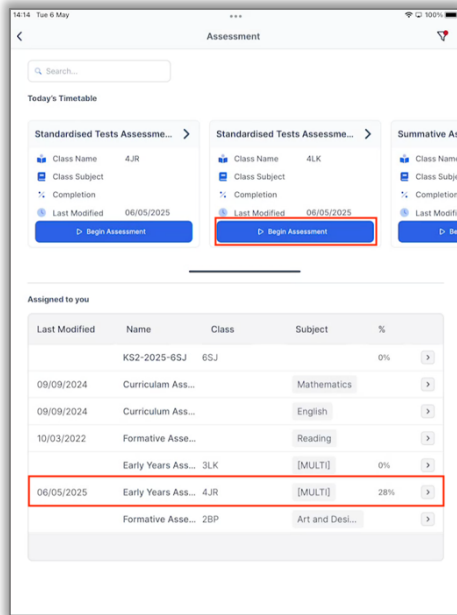 14:14 Tue 6 May 100%
Assessment
Search...
Today's Timetable
Standardised Tests Assessme...
Class Name 4JR
Class Subject
Completion
Last Modified 06/05/2025
Begin Assessment
Standardised Tests Assessme...
Class Name 4LK
Class Subject
Completion
Last Modified 06/05/2025
Begin Assessment
Summative As
Class Name
Class Subje
Completion
Last Modifi
Be
Assigned to you
Last Modified Name Class Subject %
KS2-2025-6SJ 6SJ 0%
09/09/2024 Curriculam Ass... Mathematics
09/09/2024 Curriculum Ass... English
10/03/2022 Formative Asse... Reading
Early Years Ass... 3LK [MULTI] 0%
06/05/2025 Early Years Ass... 4JR [MULTI] 28%
Formative Asse... 2BP Art and Desi...